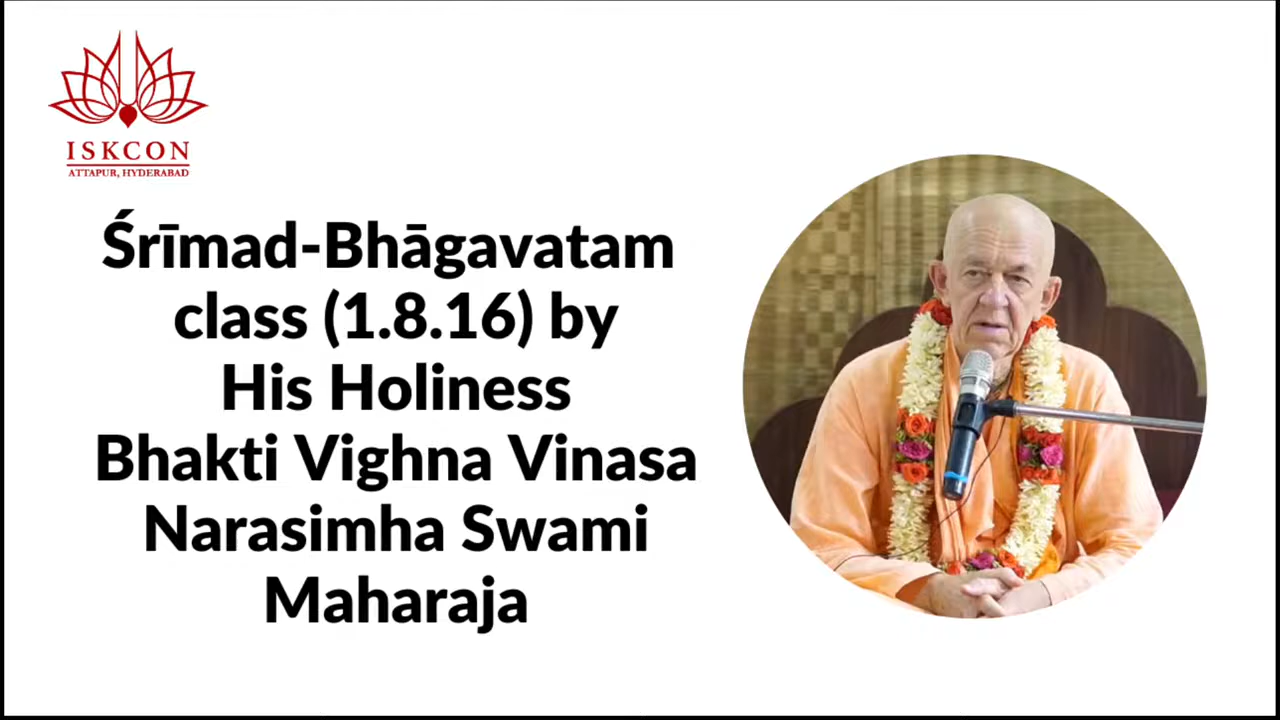 ISKCON
ATTAPUR, HYDERABAD
Śrīmad-Bhāgavatam
class (1.8.16) by
His Holiness
Bhakti Vighna Vinasa
Narasimha Swami
Maharaja